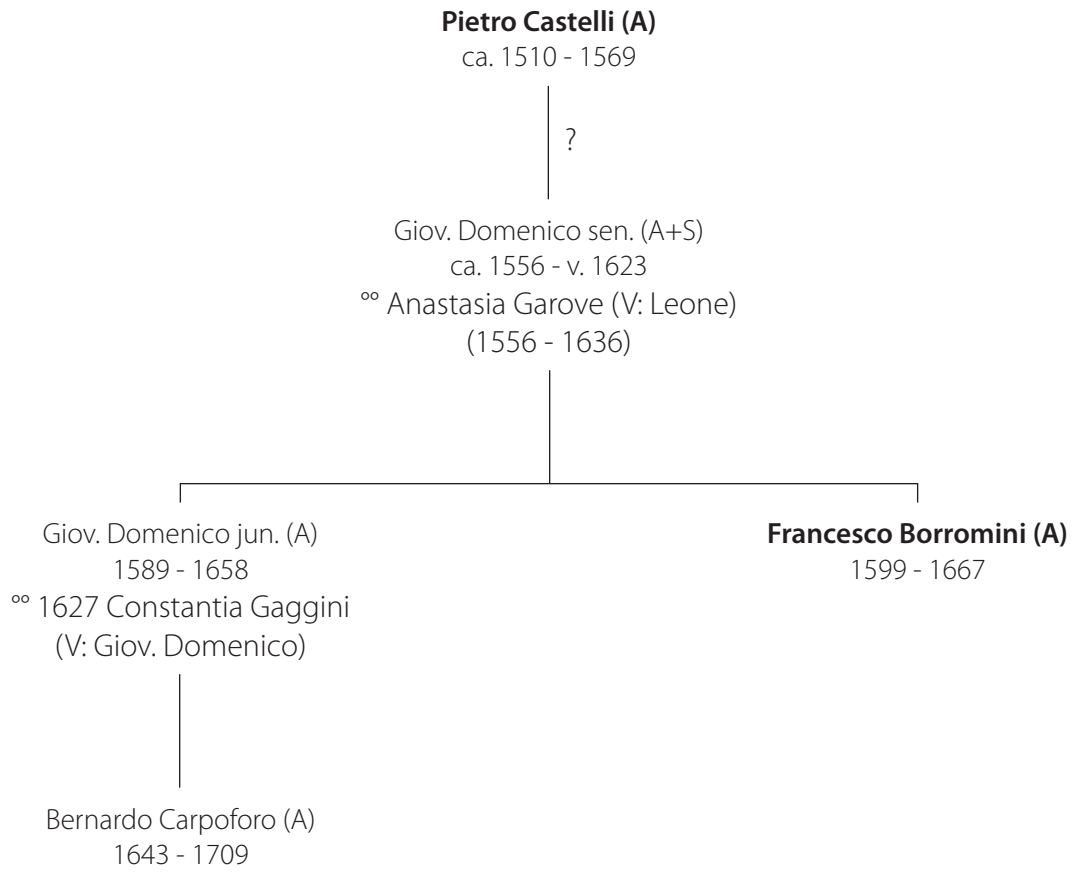 Pietro Castelli (A)
ca. 1510 - 1569
?
Giov. Domenico sen. (A+S)
ca. 1556 - v. 1623
°° Anastasia Garove (V: Leone)
(1556 - 1636)
Giov. Domenico jun. (A)
1589 - 1658
°° 1627 Constantia Gaggini
(V: Giov. Domenico)
Francesco Borromini (A)
1599 - 1667
Bernardo Carpoforo (A)
1643 - 1709